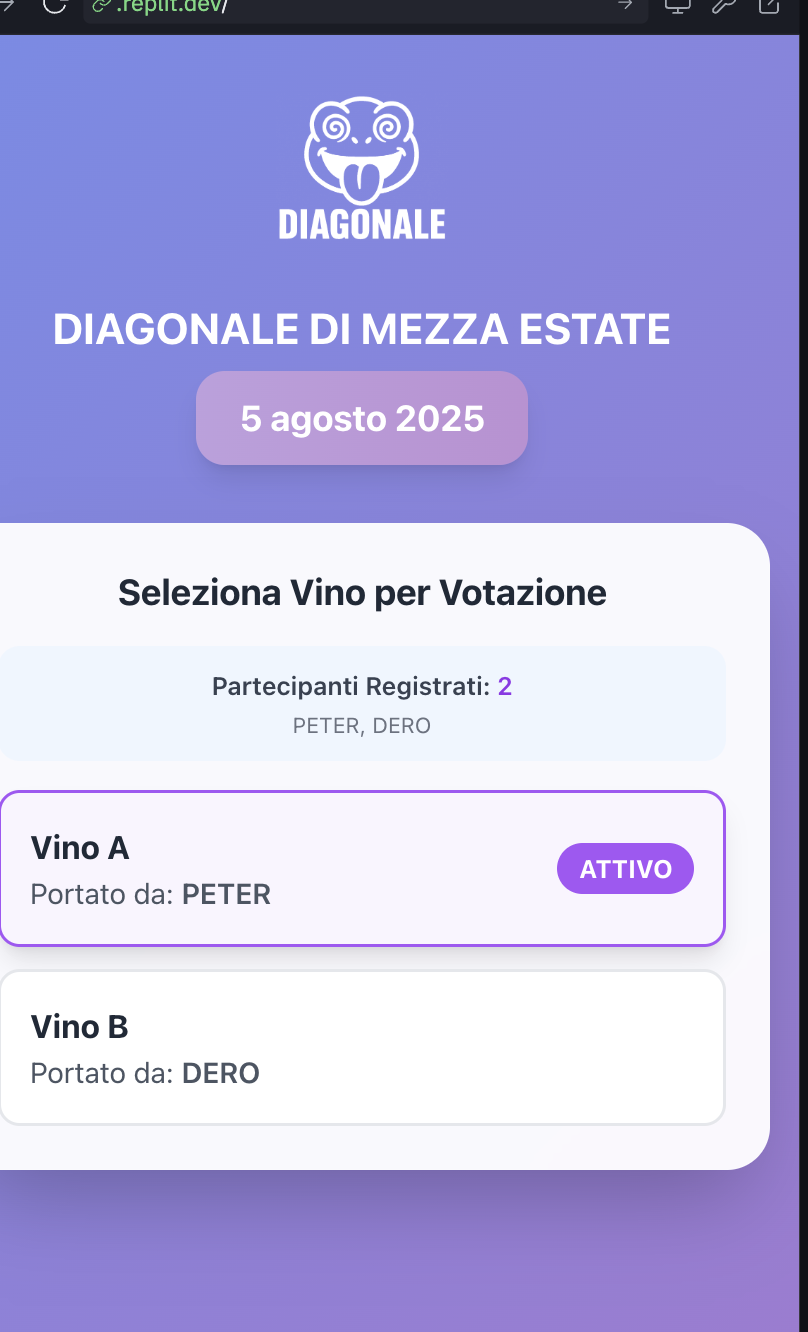 .replit.dev/
DIAGONALE
DIAGONALE DI MEZZA ESTATE
5 agosto 2025
Seleziona Vino per Votazione
Partecipanti Registrati: 2
PETER, DERO
Vino A
Portato da: PETER
ATTIVO
Vino B
Portato da: DERO